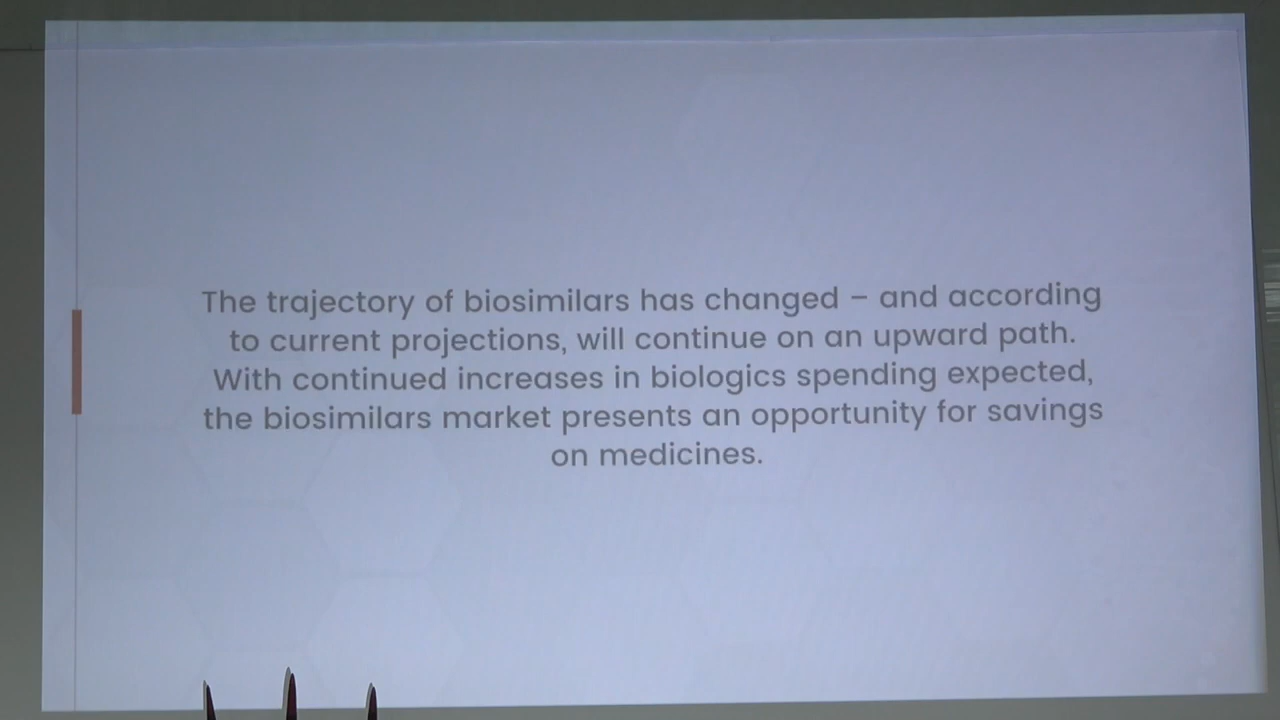 The trajectory of biosimilars has changed – and according
to current projections, will continue on an upward path.
With continued increases in biologics spending expected,
the biosimilars market presents an opportunity for savings
on medicines.